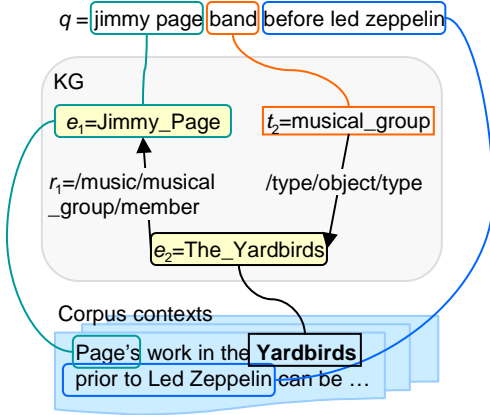 q = jimmy page band before led zeppelin
KG
e1=Jimmy_Page
t2=musical_group
r1=/music/musical
_group/member
/type/object/type
e2=The_Yardbirds
Corpus contexts
Page's work in the Yardbirds
prior to Led Zeppelin can be …